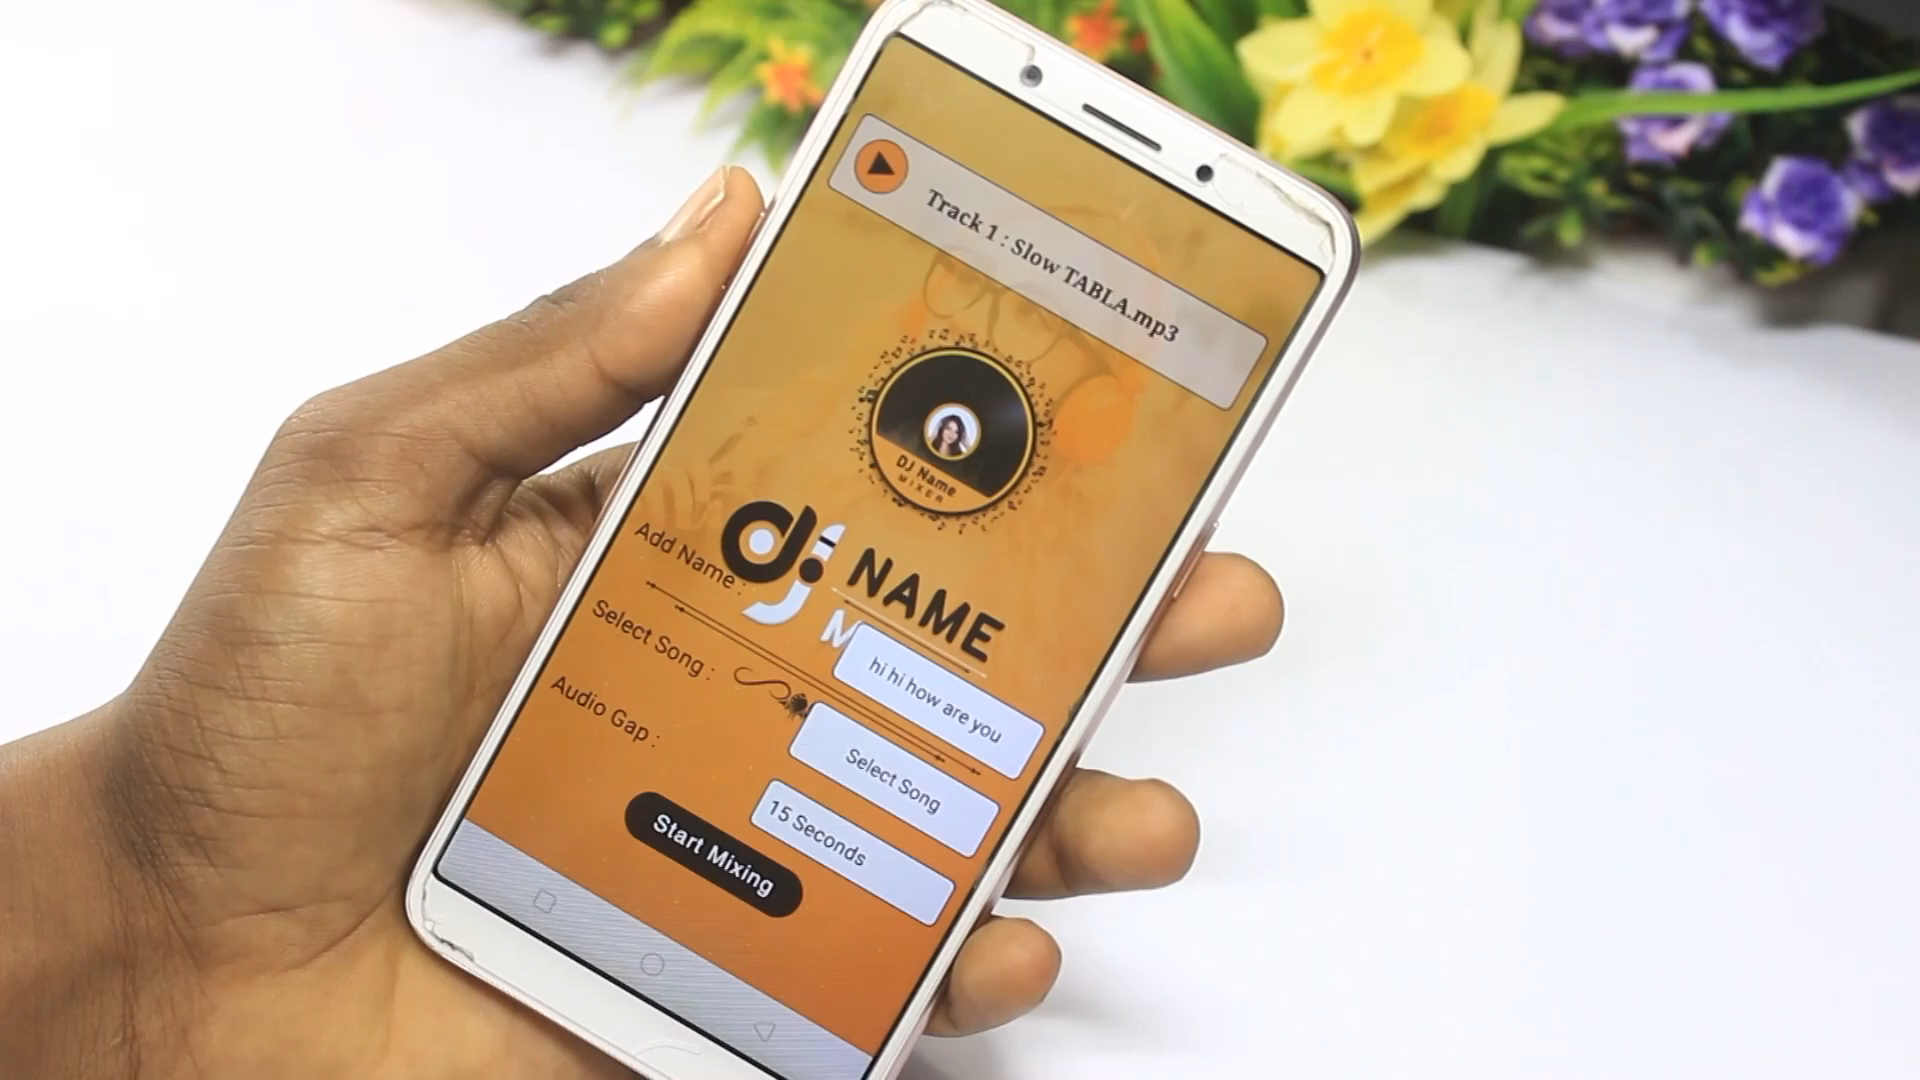 Track 1 : Slow TABLA.mp3
DJ Name
MIXER
dj NAME
Add Name :
hi hi how are you
Select Song :
Select Song
Audio Gap :
15 Seconds
Start Mixing